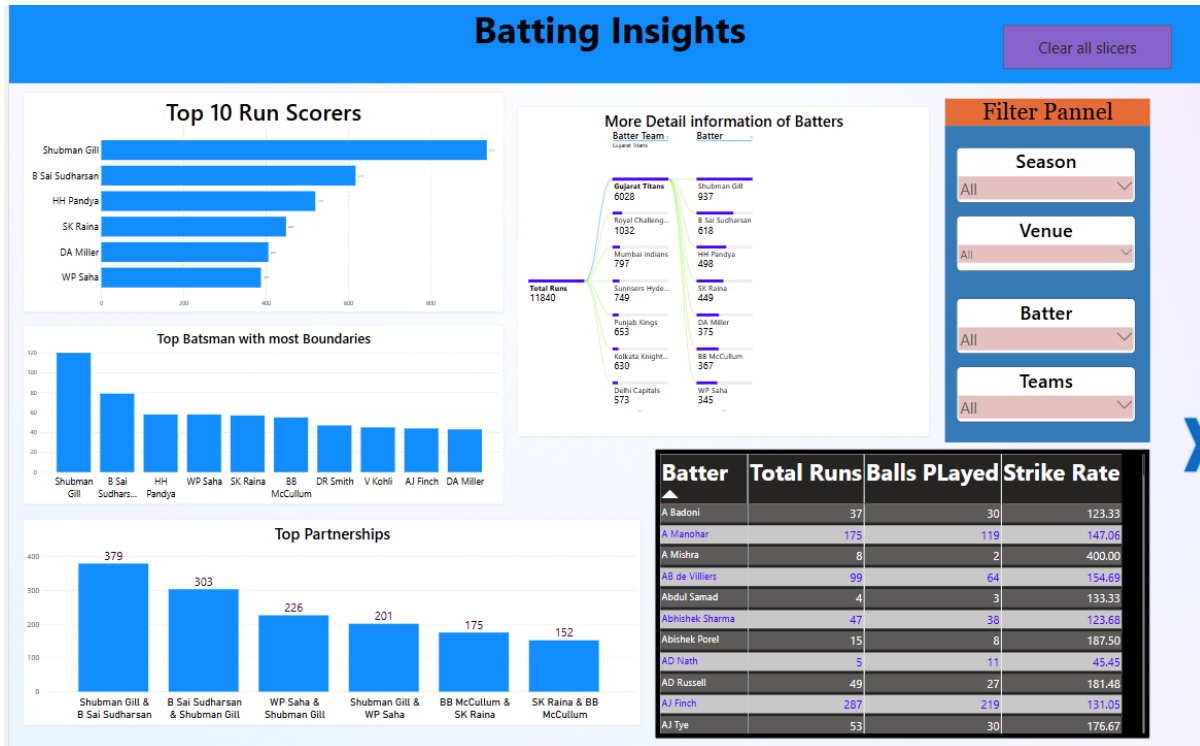 Batting Insights
Clear all slicers
Top 10 Run Scorers
Shubman Gill
B Sai Sudharsan
HH Pandya
SK Raina
DA Miller
WP Saha
0 200 400 600 800
Top Batsman with most Boundaries
120
100
80
60
40
20
0
Shubman Gill
B Sai Sudhars...
HH Pandya
WP Saha
SK Raina
BB McCullum
DR Smith
V Kohli
AJ Finch
DA Miller
Top Partnerships
400
300
200
100
0
379
303
226
201
175
152
Shubman Gill & B Sai Sudharsan
B Sai Sudharsan & Shubman Gill
WP Saha & Shubman Gill
Shubman Gill & WP Saha
BB McCullum & SK Raina
SK Raina & BB McCullum
More Detail information of Batters
Batter Team
Gujarat Titans
Batter
Total Runs
11840
Gujarat Titans
6028
Royal Challeng...
1032
Mumbai Indians
797
Sunrisers Hyde...
749
Punjab Kings
653
Kolkata Knight...
630
Delhi Capitals
573
Shubman Gill
937
B Sai Sudharsan
618
HH Pandya
498
SK Raina
449
DA Miller
375
BB McCullum
367
WP Saha
345
Filter Pannel
Season
All
Venue
All
Batter
All
Teams
All
Batter Total Runs Balls PLayed Strike Rate
A Badoni 37 30 123.33
A Manohar 175 119 147.06
A Mishra 8 2 400.00
AB de Villiers 99 64 154.69
Abdul Samad 4 3 133.33
Abhishek Sharma 47 38 123.68
Abishek Porel 15 8 187.50
AD Nath 5 11 45.45
AD Russell 49 27 181.48
AJ Finch 287 219 131.05
AJ Tye 53 30 176.67